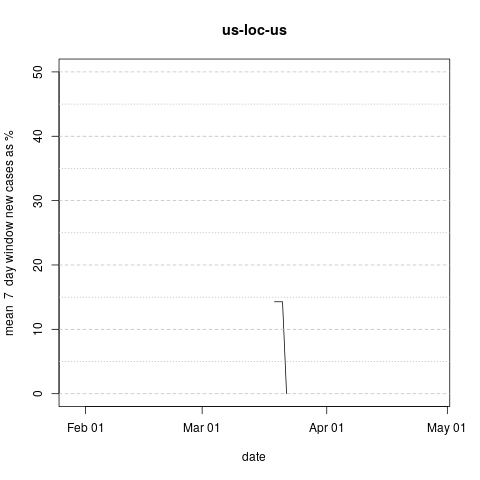 us-loc-us
mean  7  day window new cases as %
50
40
30
20
10
0
Feb 01
Mar 01
Apr 01
May 01
date